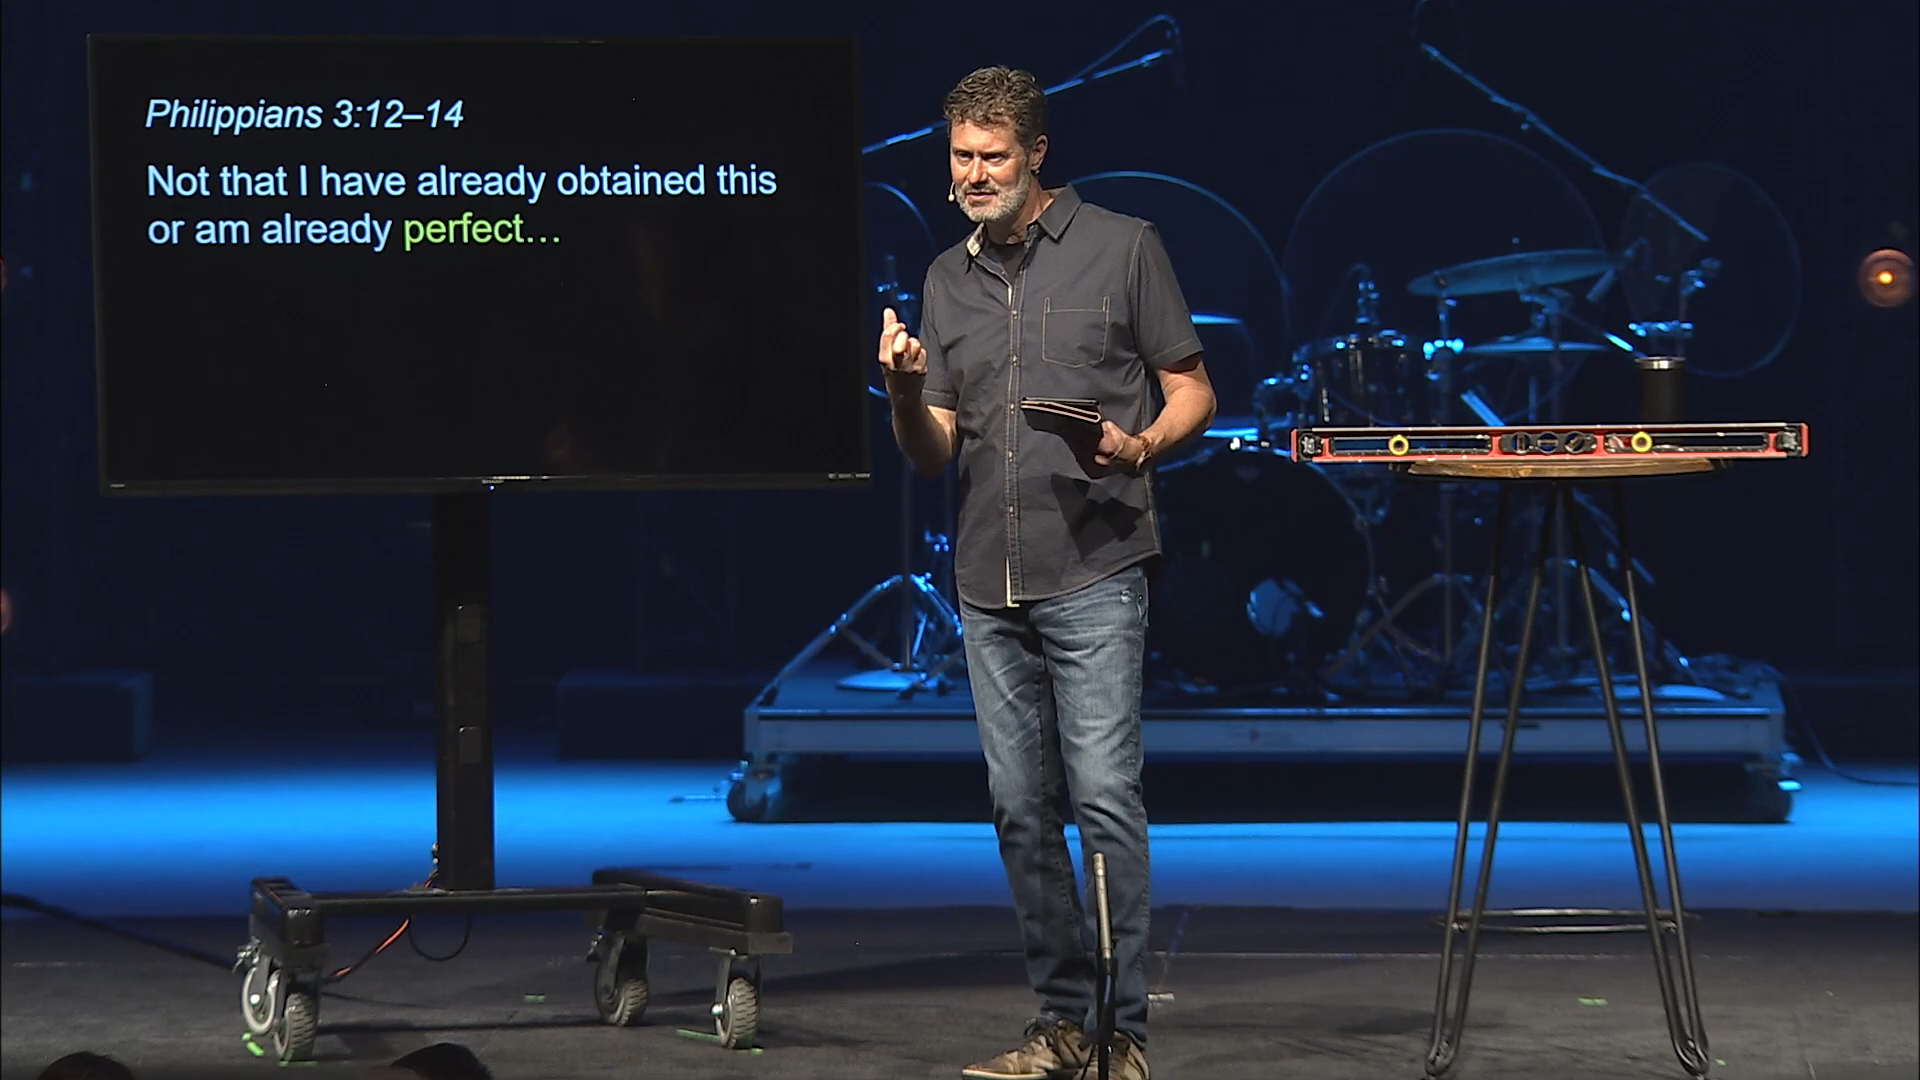 Philippians 3:12–14
Not that I have already obtained this
or am already perfect…